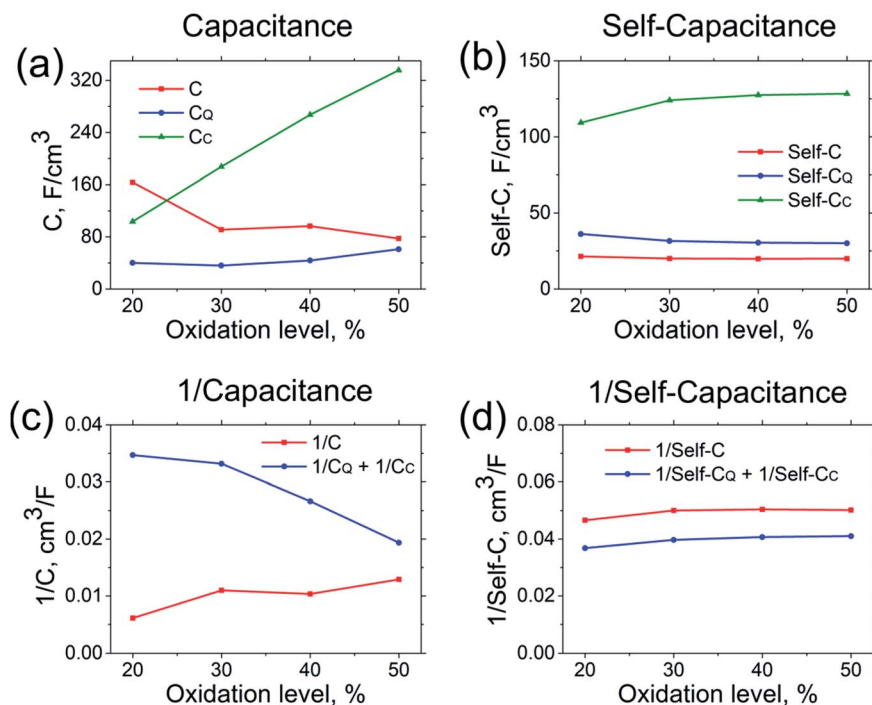 Capacitance
(a)
C, F/cm³
320
240
160
80
0
C
CQ
CC
20 30 40 50
Oxidation level, %
Self-Capacitance
(b)
Self-C, F/cm³
150
100
50
0
Self-C
Self-CQ
Self-CC
20 30 40 50
Oxidation level, %
1/Capacitance
(c)
1/C, cm³/F
0.04
0.03
0.02
0.01
0.00
1/C
1/CQ + 1/CC
20 30 40 50
Oxidation level, %
1/Self-Capacitance
(d)
1/Self-C, cm³/F
0.08
0.06
0.04
0.02
0.00
1/Self-C
1/Self-CQ + 1/Self-CC
20 30 40 50
Oxidation level, %